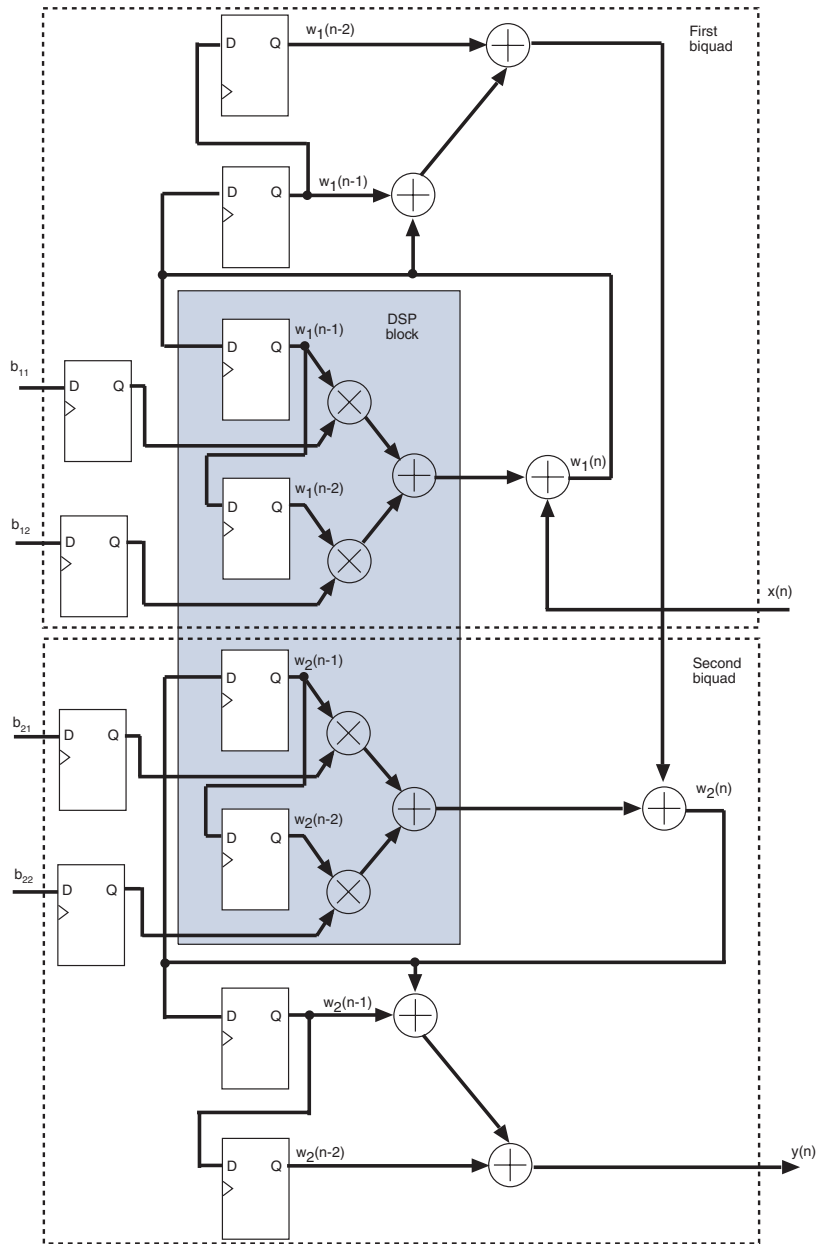 D Q
w1(n-2)
First
biquad
D Q
w1(n-1)
DSP
block
D Q
w1(n-1)
b11
D Q
w1(n)
D Q
w1(n-2)
b12
D Q
x(n)
D Q
w2(n-1)
Second
biquad
b21
D Q
w2(n)
D Q
w2(n-2)
b22
D Q
D Q
w2(n-1)
D Q
w2(n-2)
y(n)